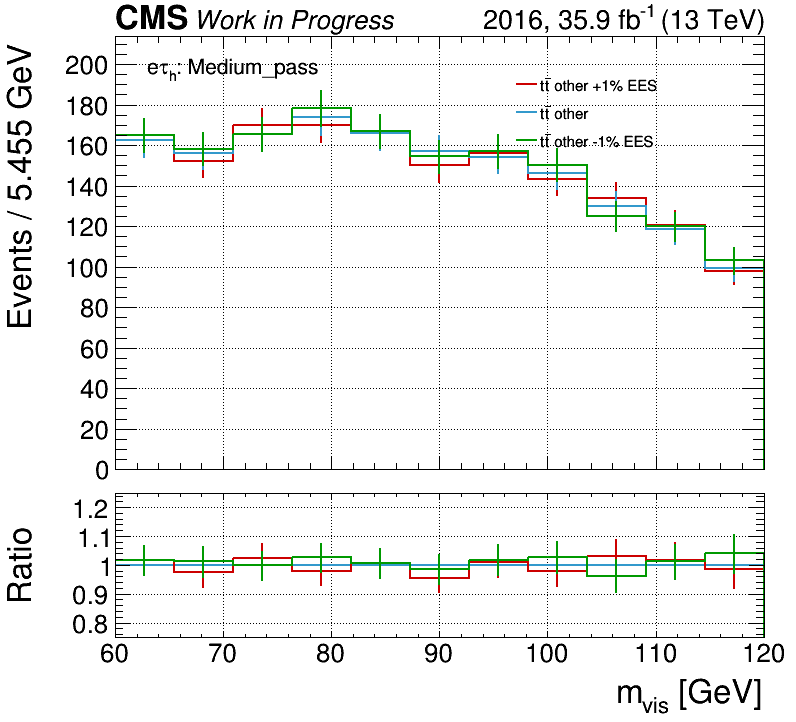 CMS Work in Progress 2016, 35.9 fb⁻¹ (13 TeV)
eτₕ: Medium_pass
tt̅ other +1% EES
tt̅ other
tt̅ other -1% EES
Events / 5.455 GeV
200
180
160
140
120
100
80
60
40
20
0
Ratio
1.2
1.1
1
0.9
0.8
60 70 80 90 100 110 120
m_vis [GeV]